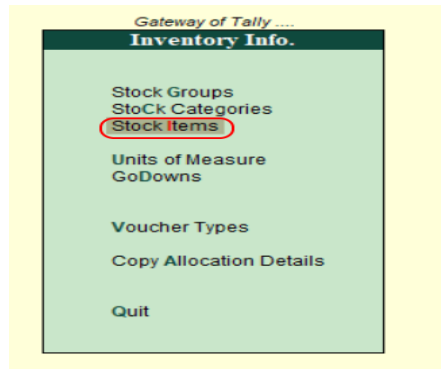 Gateway of Tally ....
Inventory Info.
Stock Groups
StoCk Categories
Stock Items
Units of Measure
GoDowns
Voucher Types
Copy Allocation Details
Quit